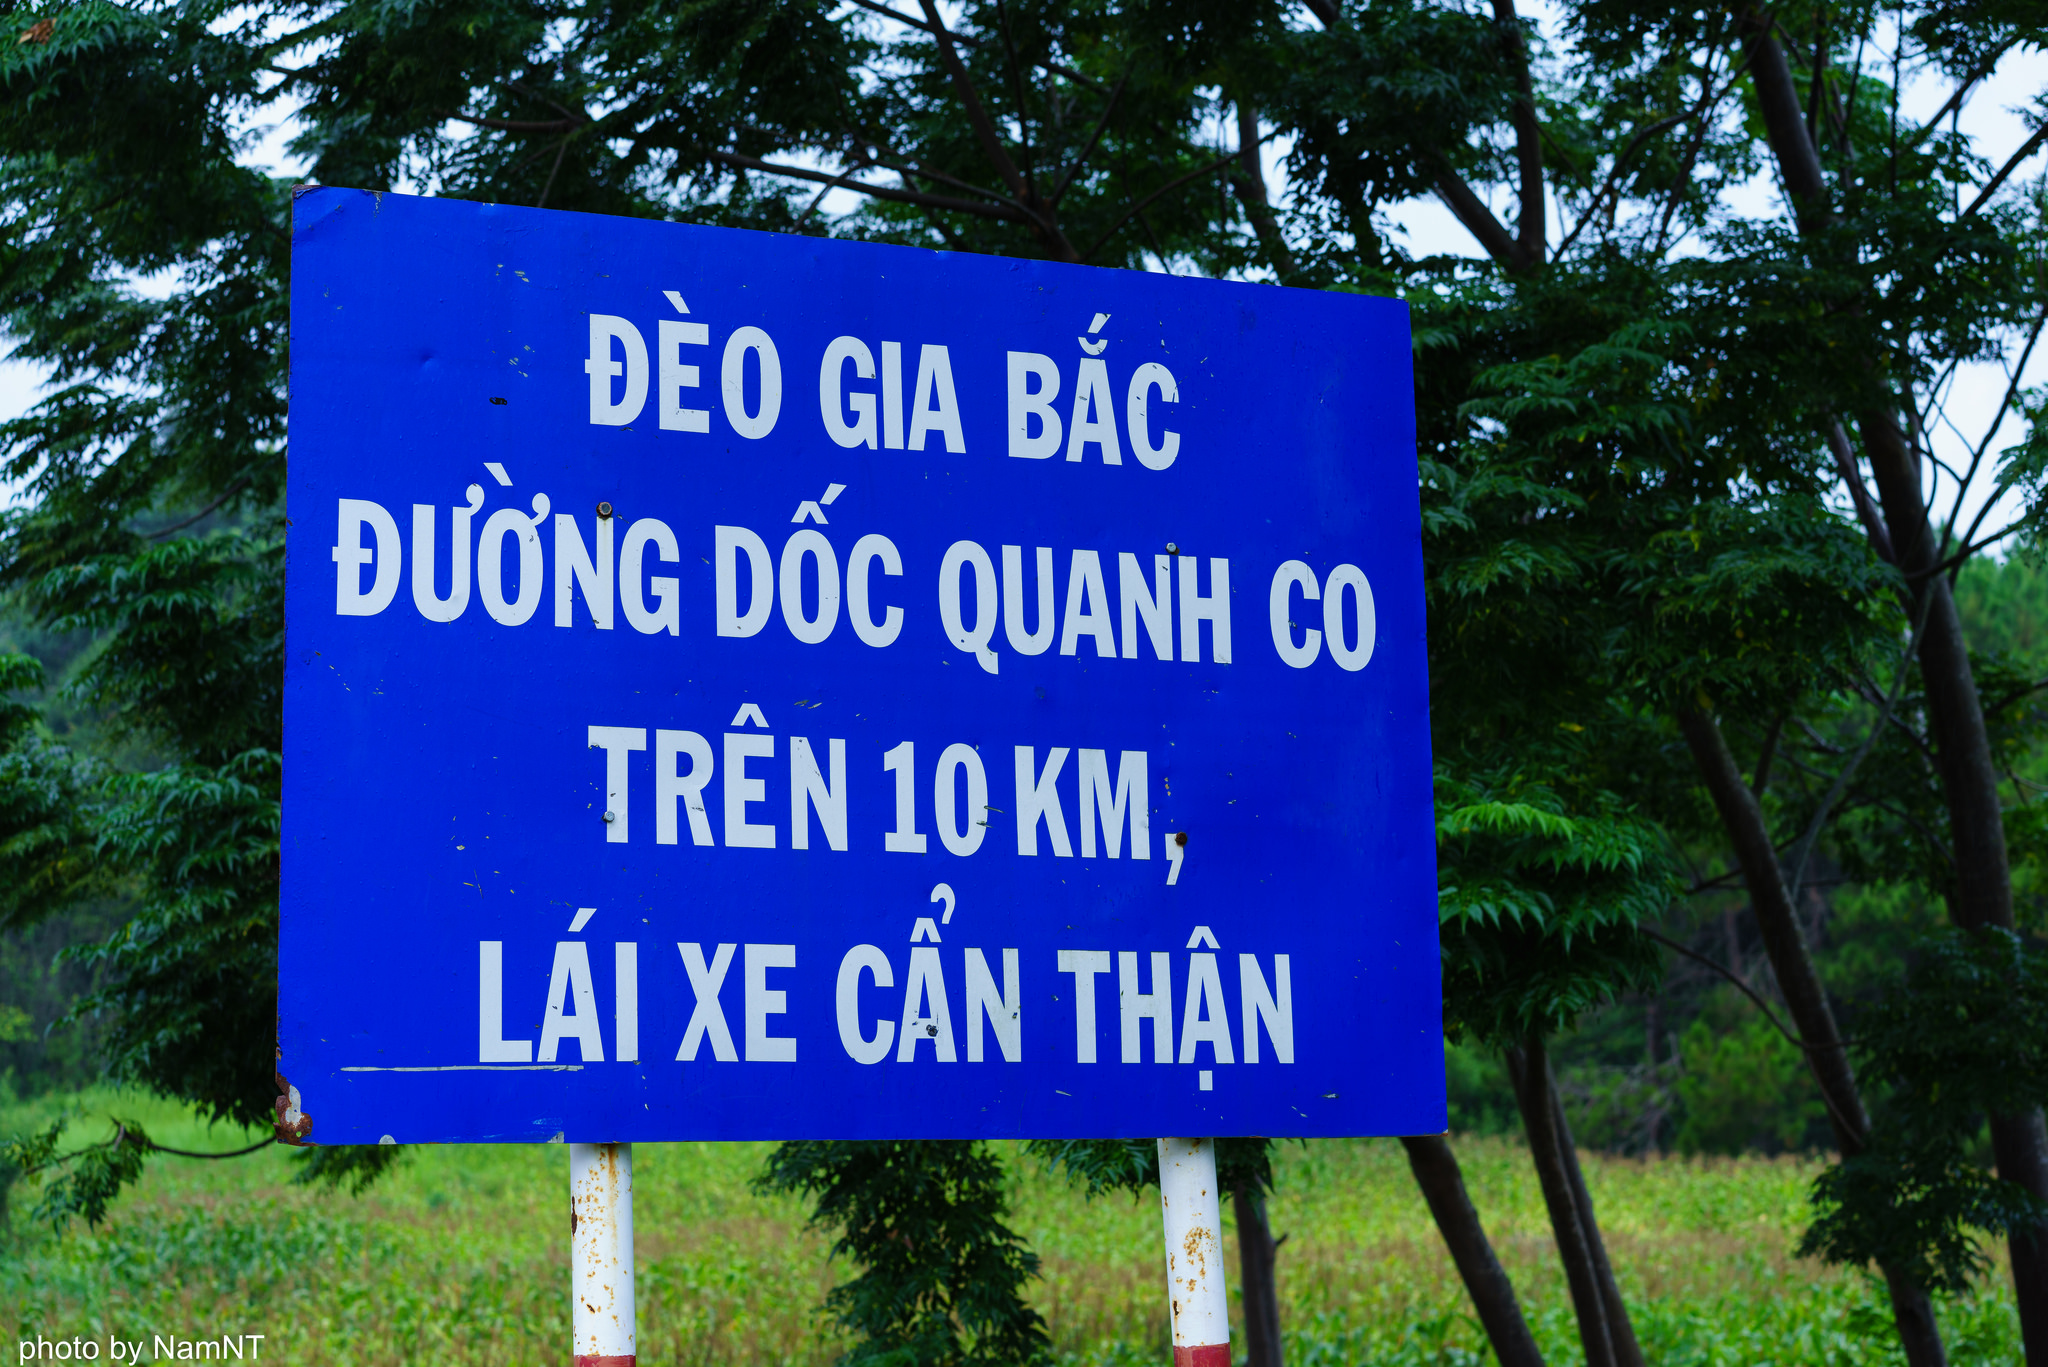 ĐÈO GIA BẮC
ĐƯỜNG DỐC QUANH CO
TRÊN 10 KM,
LÁI XE CẨN THẬN
photo by NamNT